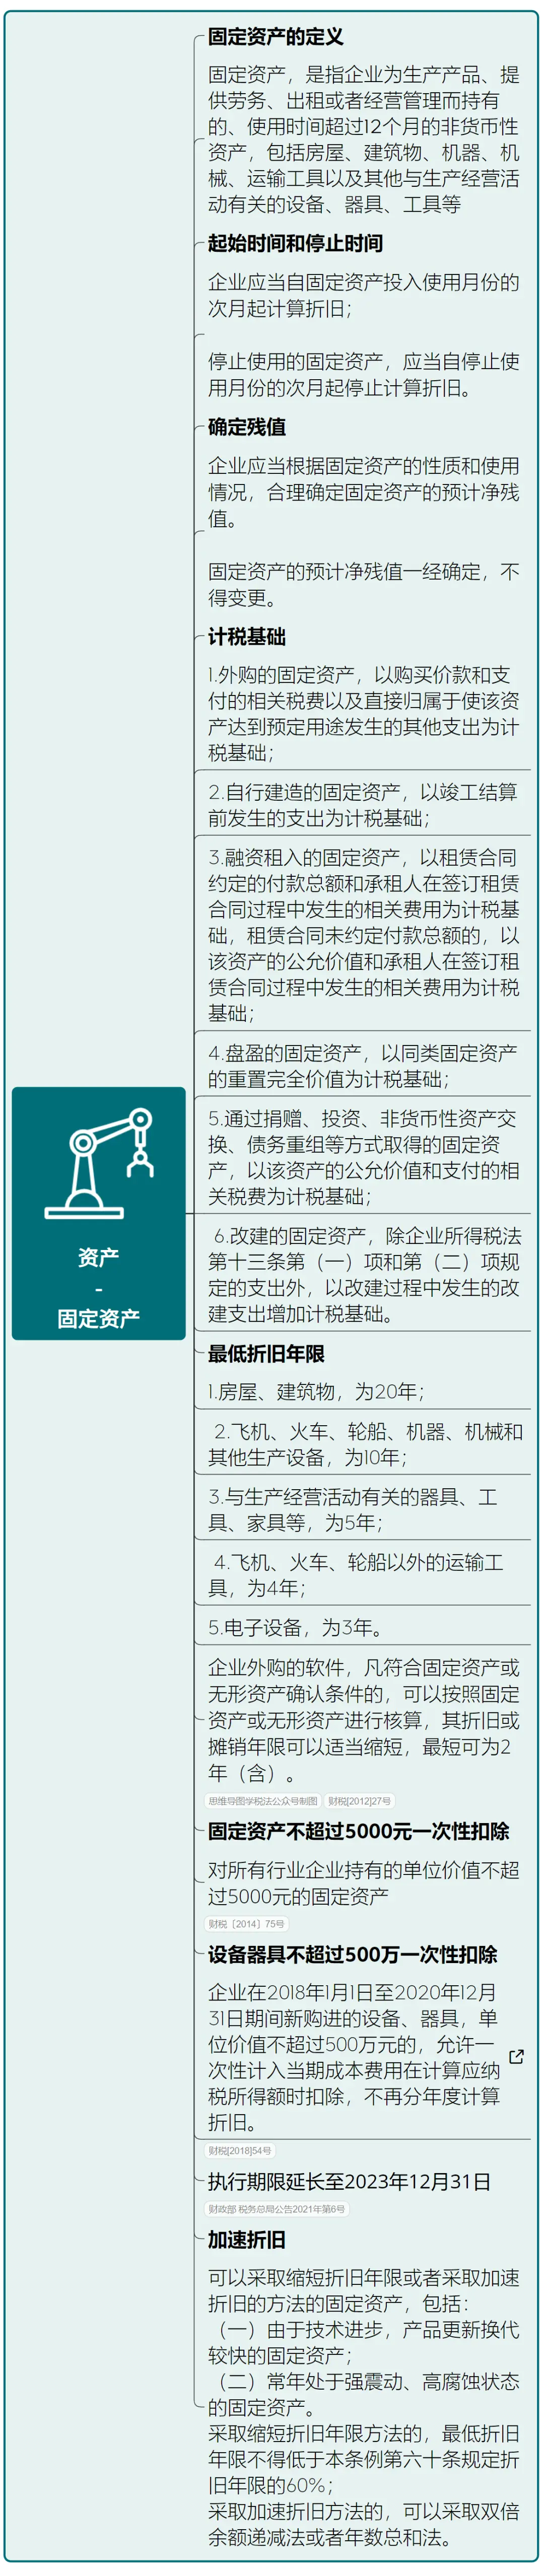 固定资产的定义
固定资产，是指企业为生产产品、提
供劳务、出租或者经营管理而持有
的、使用时间超过12个月的非货币性
资产，包括房屋、建筑物、机器、机
械、运输工具以及其他与生产经营活
动有关的设备、器具、工具等
起始时间和停止时间
企业应当自固定资产投入使用月份的
次月起计算折旧；
停止使用的固定资产，应当自停止使
用月份的次月起停止计算折旧。
确定残值
企业应当根据固定资产的性质和使用
情况，合理确定固定资产的预计净残
值。
固定资产的预计净残值一经确定，不
得变更。
计税基础
1.外购的固定资产，以购买价款和支
付的相关税费以及直接归属于使该资
产达到预定用途发生的其他支出为计
税基础；
2.自行建造的固定资产，以竣工结算
前发生的支出为计税基础；
3.融资租入的固定资产，以租赁合同
约定的付款总额和承租人在签订租赁
合同过程中发生的相关费用为计税基
础，租赁合同未约定付款总额的，以
该资产的公允价值和承租人在签订租
赁合同过程中发生的相关费用为计税
基础；
4.盘盈的固定资产，以同类固定资产
的重置完全价值为计税基础；
5.通过捐赠、投资、非货币性资产交
换、债务重组等方式取得的固定资
产，以该资产的公允价值和支付的相
关税费为计税基础；
6.改建的固定资产，除企业所得税法
第十三条第（一）项和第（二）项规
定的支出外，以改建过程中发生的改
建支出增加计税基础。
资产
-
固定资产
最低折旧年限
1.房屋、建筑物，为20年；
2.飞机、火车、轮船、机器、机械和
其他生产设备，为10年；
3.与生产经营活动有关的器具、工
具、家具等，为5年；
4.飞机、火车、轮船以外的运输工
具，为4年；
5.电子设备，为3年。
企业外购的软件，凡符合固定资产或
无形资产确认条件的，可以按照固定
资产或无形资产进行核算，其折旧或
摊销年限可以适当缩短，最短可为2
年（含）。
思维导图学税法公众号制图 财税[2012]27号
固定资产不超过5000元一次性扣除
对所有行业企业持有的单位价值不超
过5000元的固定资产
财税〔2014〕75号
设备器具不超过500万一次性扣除
企业在2018年1月1日至2020年12月
31日期间新购进的设备、器具，单
位价值不超过500万元的，允许一
次性计入当期成本费用在计算应纳
税所得额时扣除，不再分年度计算
折旧。
财税[2018]54号
执行期限延长至2023年12月31日
财政部 税务总局公告2021年第6号
加速折旧
可以采取缩短折旧年限或者采取加速
折旧的方法的固定资产，包括：
（一）由于技术进步，产品更新换代
较快的固定资产；
（二）常年处于强震动、高腐蚀状态
的固定资产。
采取缩短折旧年限方法的，最低折旧
年限不得低于本条例第六十条规定折
旧年限的60%；
采取加速折旧方法的，可以采取双倍
余额递减法或者年数总和法。